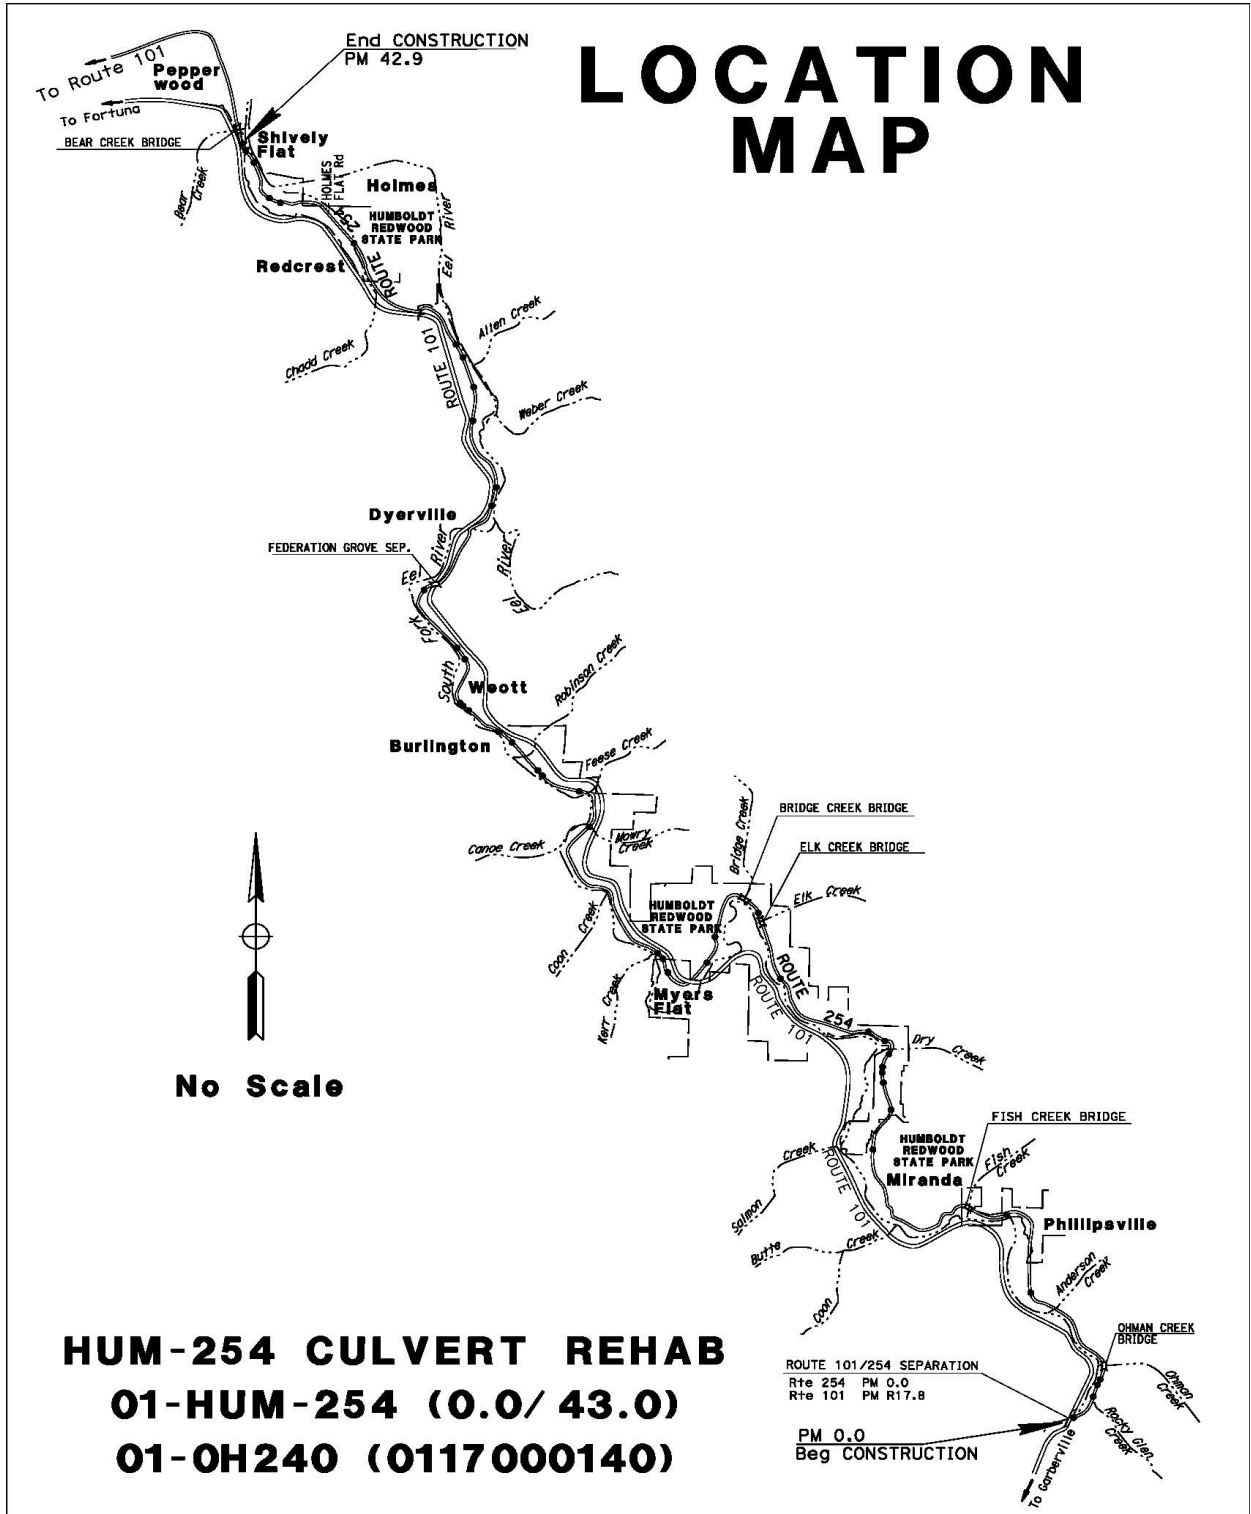 LOCATION
MAP
End CONSTRUCTION
PM 42.9
To Route 101
Pepper
wood
To Fortuna
BEAR CREEK BRIDGE
Shively
Flat
Bear
Creek
HOLMES
FLAT Rd
Holmes
HUMBOLDT
REDWOOD
STATE PARK
254
ROUTE
Eel
River
Redcrest
Chadd Creek
ROUTE 101
Allen Creek
Weber Creek
Dyerville
FEDERATION GROVE SEP.
Eel
River
Eel
River
South
Fork
Weott
Robinson Creek
Burlington
Feese Creek
Canoe Creek
Mowry
Creek
BRIDGE CREEK BRIDGE
Bridge Creek
ELK CREEK BRIDGE
Elk Creek
HUMBOLDT
REDWOOD
STATE PARK
Coon
Creek
Kerr
Creek
Myers
Flat
ROUTE
254
ROUTE 101
Dry
Creek
No Scale
FISH CREEK BRIDGE
HUMBOLDT
REDWOOD
STATE PARK
Fish
Creek
Miranda
ROUTE 101
Salmon
Creek
Butte
Creek
Coon
Phillipsville
Anderson
Creek
OHMAN CREEK
BRIDGE
Ohman
Creek
ROUTE 101/254 SEPARATION
Rte 254 PM 0.0
Rte 101 PM R17.8
Rocky Glen
Creek
PM 0.0
Beg CONSTRUCTION
To Garberville
HUM-254 CULVERT REHAB
01-HUM-254 (0.0/43.0)
01-0H240 (0117000140)